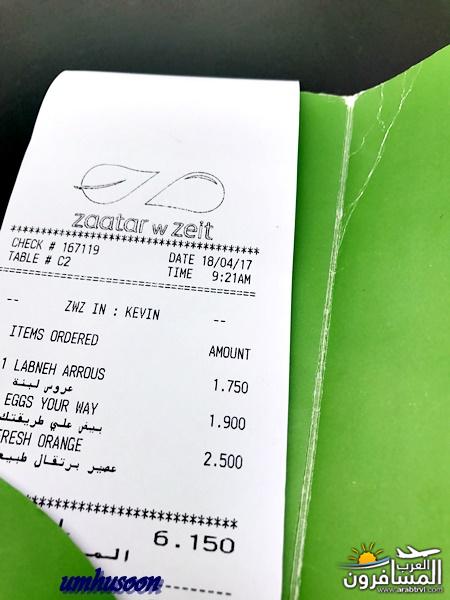 zaatar w zeit
***********************************
CHECK # 167119 DATE 18/04/17
TABLE # C2 TIME 9:21AM
===================================
-- ZWZ IN : KEVIN --
ITEMS ORDERED AMOUNT
1 LABNEH ARROUS 1.750
عروس لبنة
EGGS YOUR WAY 1.900
بيض علي طريقتك
FRESH ORANGE 2.500
عصير برتقال
6.150
umhusoon
العرب
المسافرون
www.arabtrvl.com